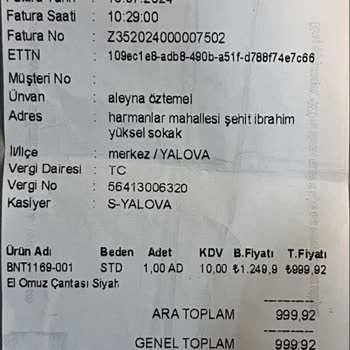 Fatura Saati : 10:29:00
Fatura No : Z352024000007502
ETTN : 109ec1e8-adb8-490b-a51f-d788f74e7c66
Müşteri No :
Ünvan : aleyna öztemel
Adres : harmanlar mahallesi şehit ibrahim
yüksel sokak
İl/İlçe : merkez / YALOVA
Vergi Dairesi : TC
Vergi No : 56413006320
Kasiyer : S-YALOVA
Ürün Adı Beden Adet KDV B.Fiyatı T.Fiyatı
BNT1169-001 STD 1,00 AD 10,00 ₺1.249,9 ₺999,92
El Omuz Çantası Siyah
ARA TOPLAM 999,92
GENEL TOPLAM 999,92